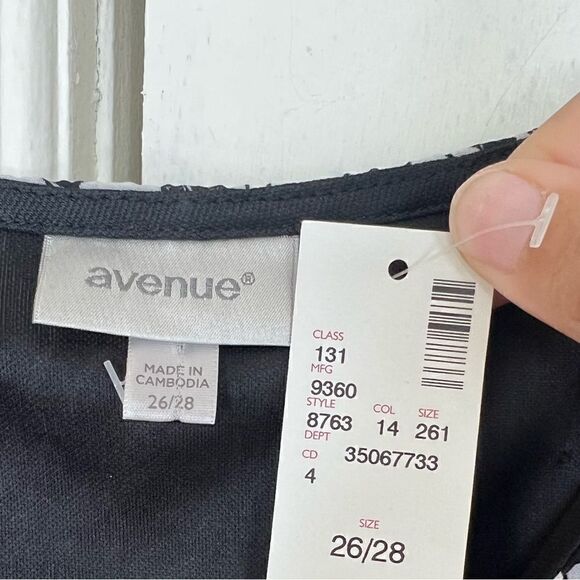 avenue®
MADE IN
CAMBODIA
26/28
CLASS
131
MFG
9360
STYLE COL SIZE
8763 14 261
DEPT
35067733
CD
4
SIZE
26/28